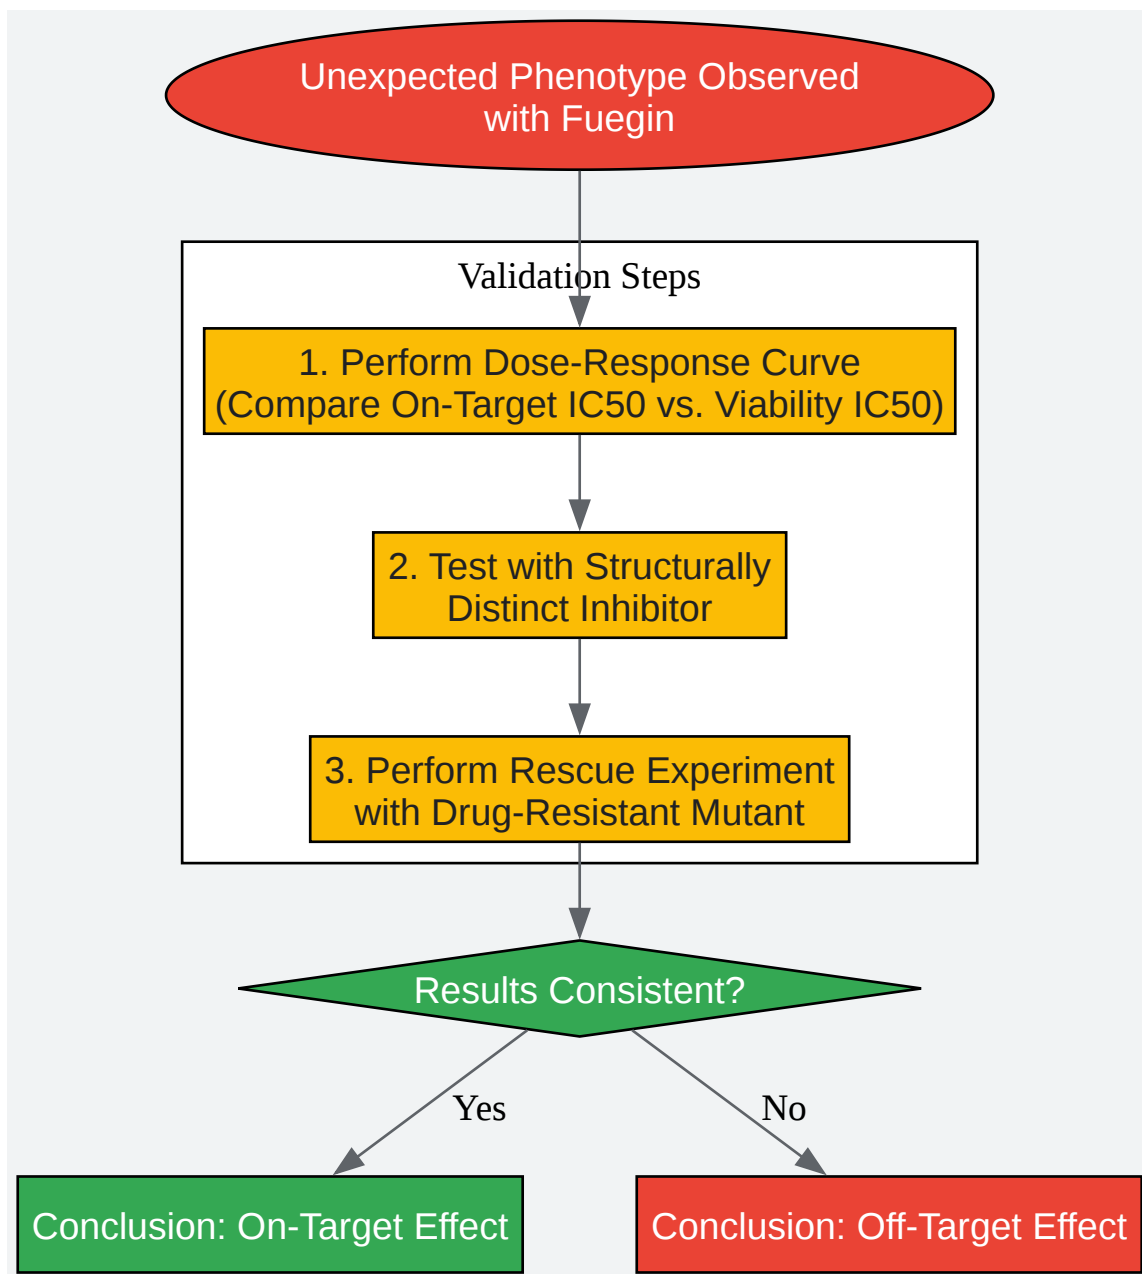 Unexpected Phenotype Observed
with Fuegin
Validation Steps
1. Perform Dose-Response Curve
(Compare On-Target IC50 vs. Viability IC50)
2. Test with Structurally
Distinct Inhibitor
3. Perform Rescue Experiment
with Drug-Resistant Mutant
Results Consistent?
Yes
No
Conclusion: On-Target Effect
Conclusion: Off-Target Effect